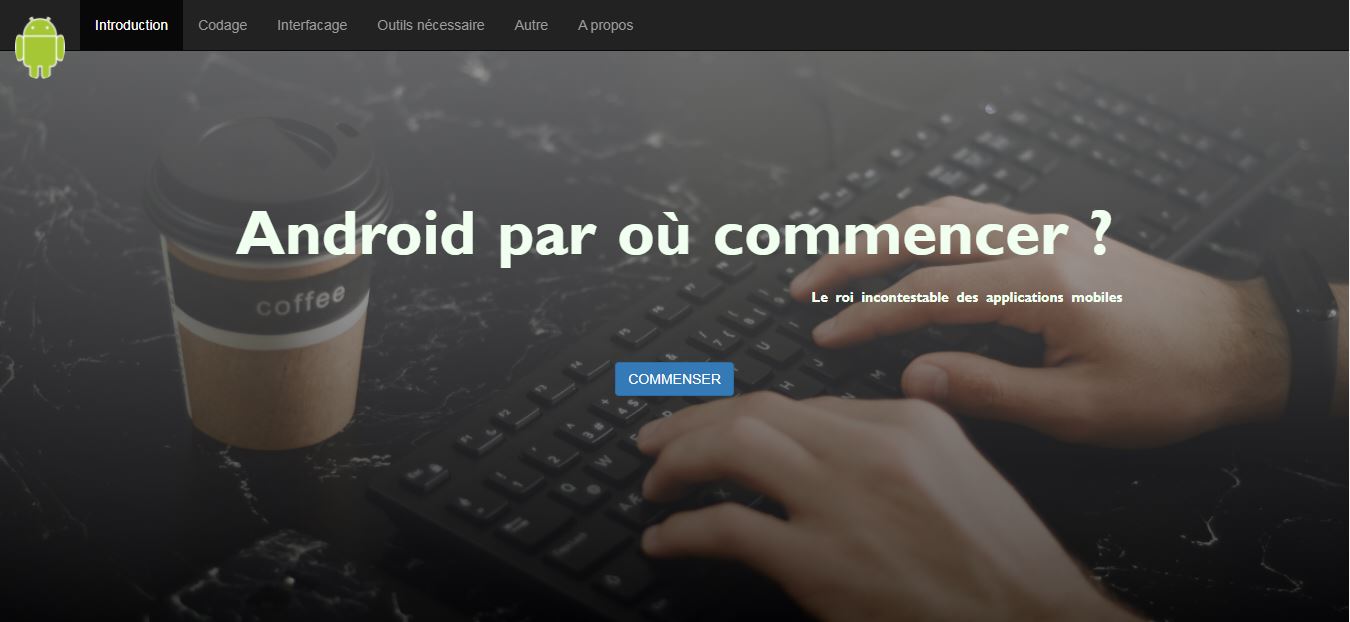 Introduction Codage Interfacage Outils nécessaire Autre A propos
Android par où commencer ?
coffee
Le roi incontestable des applications mobiles
COMMENSER